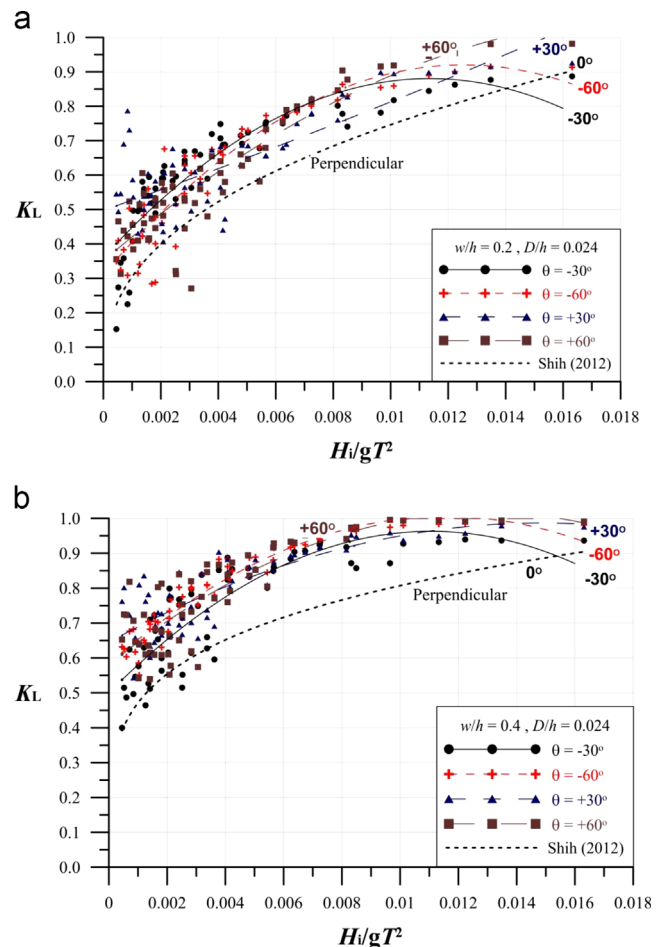 a
1.0
0.9
0.8
0.7
0.6
0.5
0.4
0.3
0.2
0.1
0.0
KL
+60°
+30°
0°
-60°
-30°
Perpendicular
w/h = 0.2 , D/h = 0.024
θ = -30°
θ = -60°
θ = +30°
θ = +60°
Shih (2012)
0 0.002 0.004 0.006 0.008 0.01 0.012 0.014 0.016 0.018
Hi/gT²
b
1.0
0.9
0.8
0.7
0.6
0.5
0.4
0.3
0.2
0.1
0.0
KL
+60°
+30°
-60°
0°
-30°
Perpendicular
w/h = 0.4 , D/h = 0.024
θ = -30°
θ = -60°
θ = +30°
θ = +60°
Shih (2012)
0 0.002 0.004 0.006 0.008 0.01 0.012 0.014 0.016 0.018
Hi/gT²